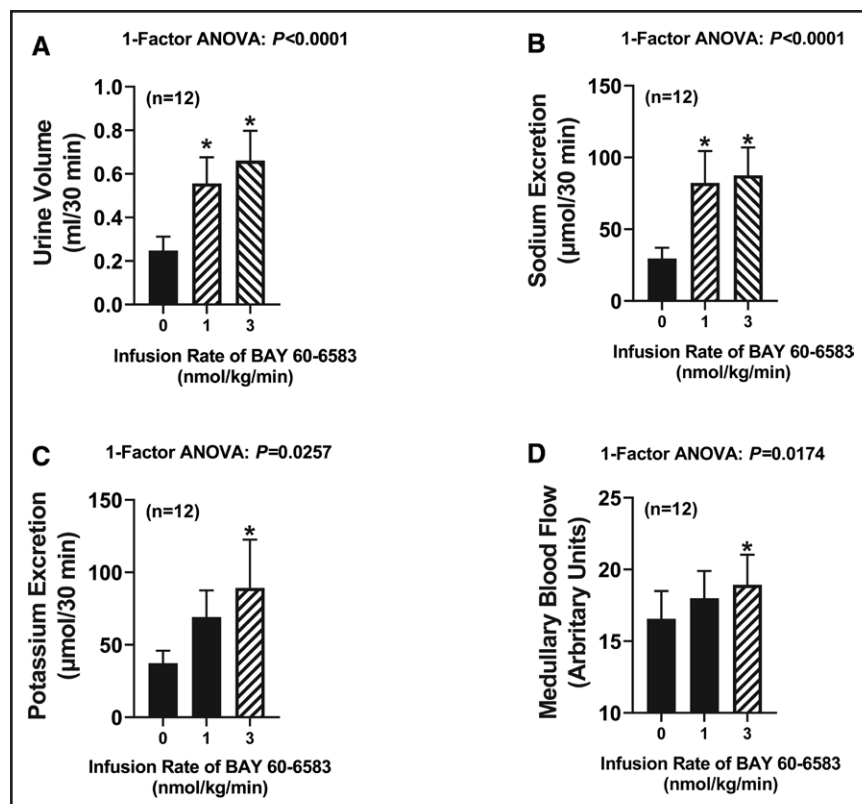 A
1-Factor ANOVA: P<0.0001
(n=12)
Urine Volume
(ml/30 min)
1.0
0.8
0.6
0.4
0.2
0.0
* *
0 1 3
Infusion Rate of BAY 60-6583
(nmol/kg/min)
B
1-Factor ANOVA: P<0.0001
(n=12)
Sodium Excretion
(µmol/30 min)
150
100
50
0
* *
0 1 3
Infusion Rate of BAY 60-6583
(nmol/kg/min)
C
1-Factor ANOVA: P=0.0257
(n=12)
Potassium Excretion
(µmol/30 min)
150
100
50
0
*
0 1 3
Infusion Rate of BAY 60-6583
(nmol/kg/min)
D
1-Factor ANOVA: P=0.0174
(n=12)
Medullary Blood Flow
(Arbritary Units)
25
20
15
10
*
0 1 3
Infusion Rate of BAY 60-6583
(nmol/kg/min)